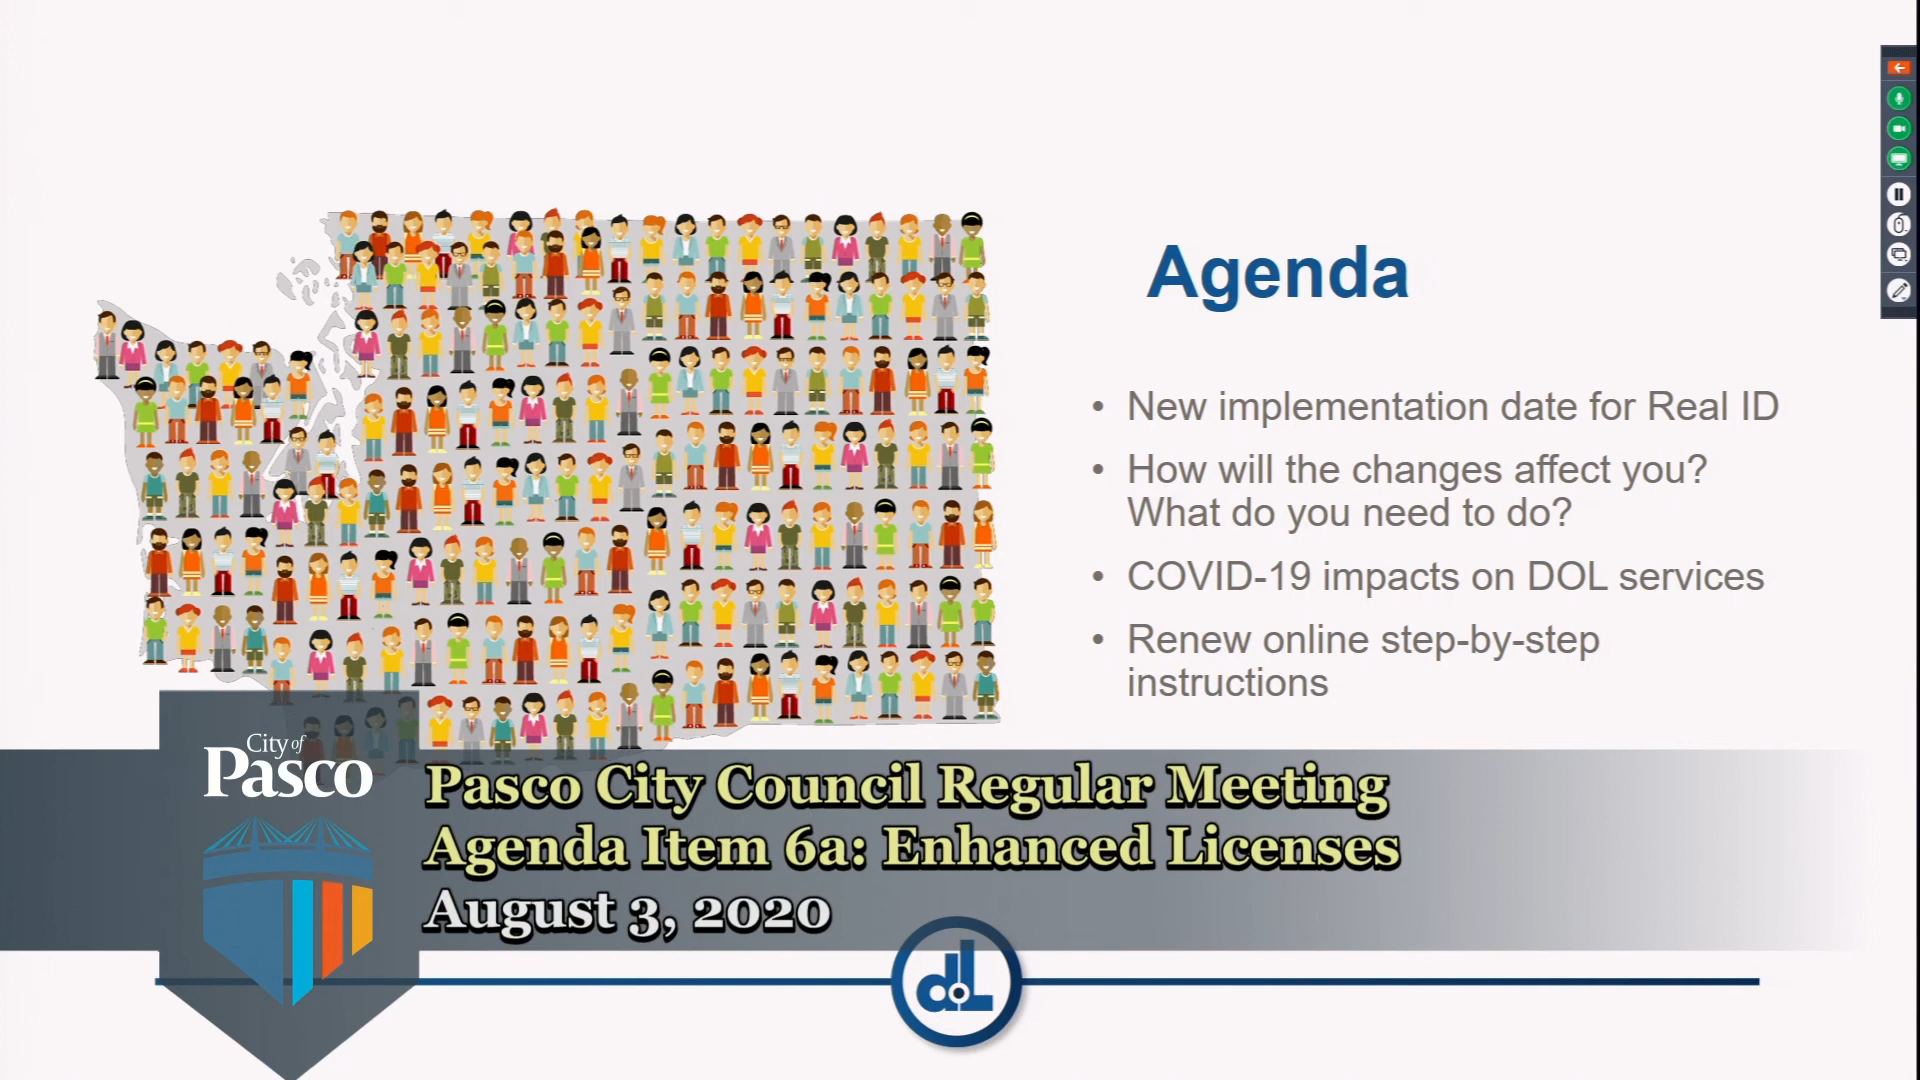 Agenda
• New implementation date for Real ID
• How will the changes affect you?
What do you need to do?
• COVID-19 impacts on DOL services
• Renew online step-by-step
instructions
City of
Pasco
Pasco City Council Regular Meeting
Agenda Item 6a: Enhanced Licenses
August 3, 2020
dol